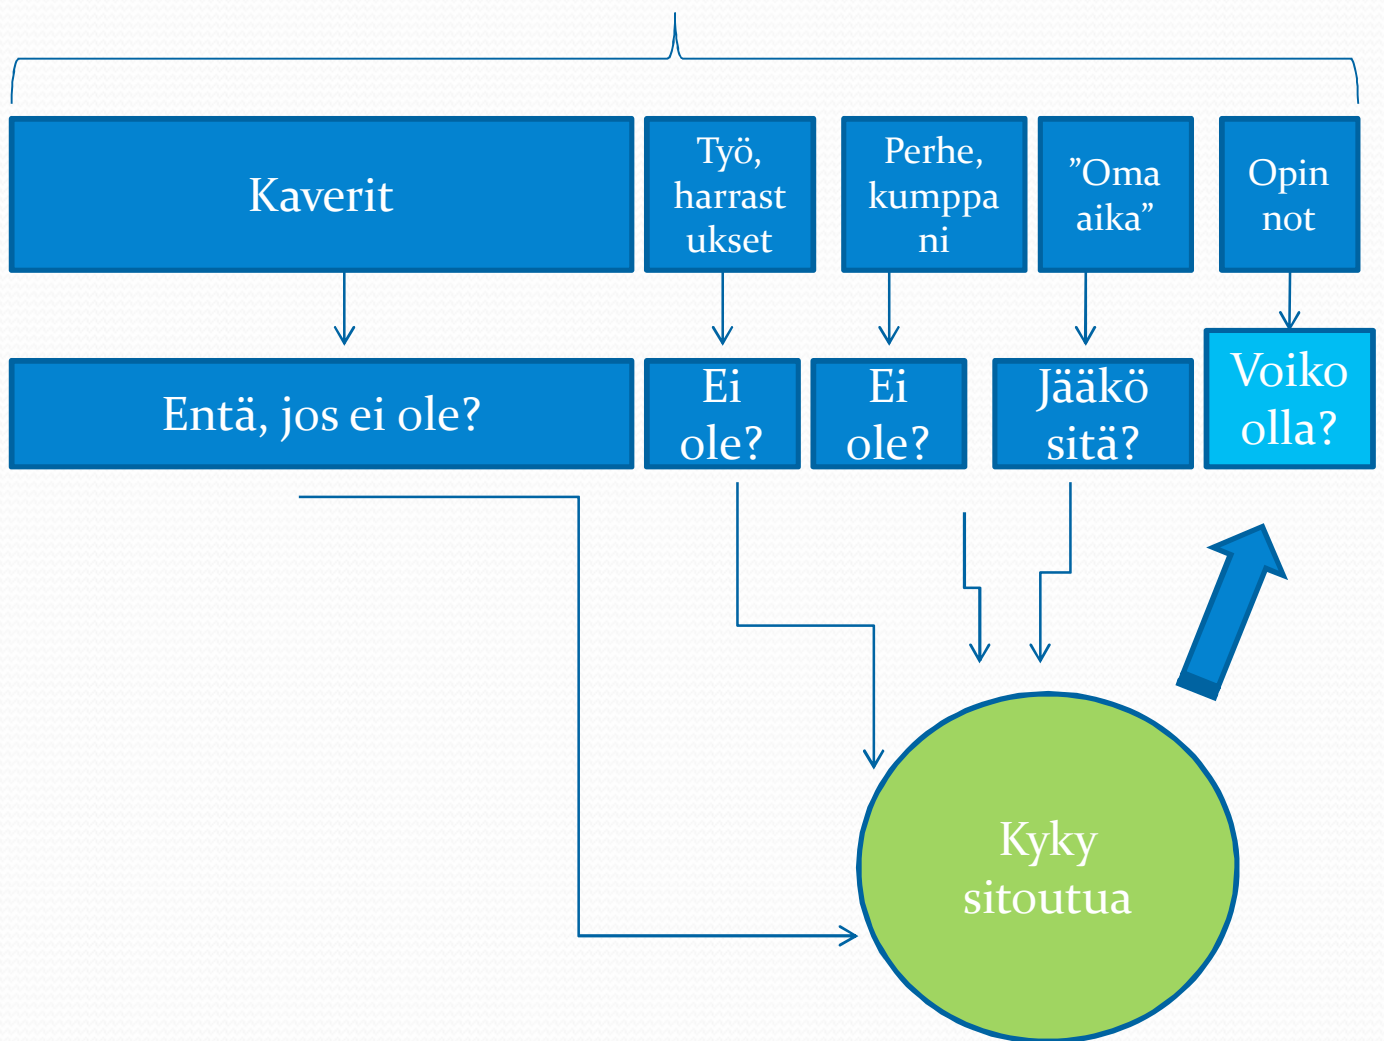 Kaverit
Työ,
harrast
ukset
Perhe,
kumppa
ni
”Oma
aika”
Opin
not
Entä, jos ei ole?
Ei
ole?
Ei
ole?
Jääkö
sitä?
Voiko
olla?
Kyky
sitoutua